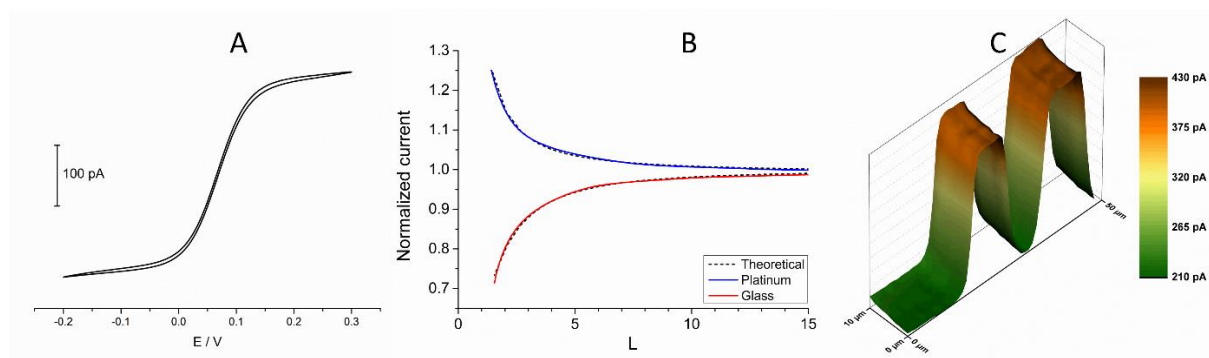 A
100 pA
-0.2 -0.1 0.0 0.1 0.2 0.3
E / V
B
Normalized current
1.3
1.2
1.1
1.0
0.9
0.8
0.7
Theoretical
Platinum
Glass
0 5 10 15
L
C
430 pA
375 pA
320 pA
265 pA
210 pA
50 µm
10 µm
0 µm
0 µm